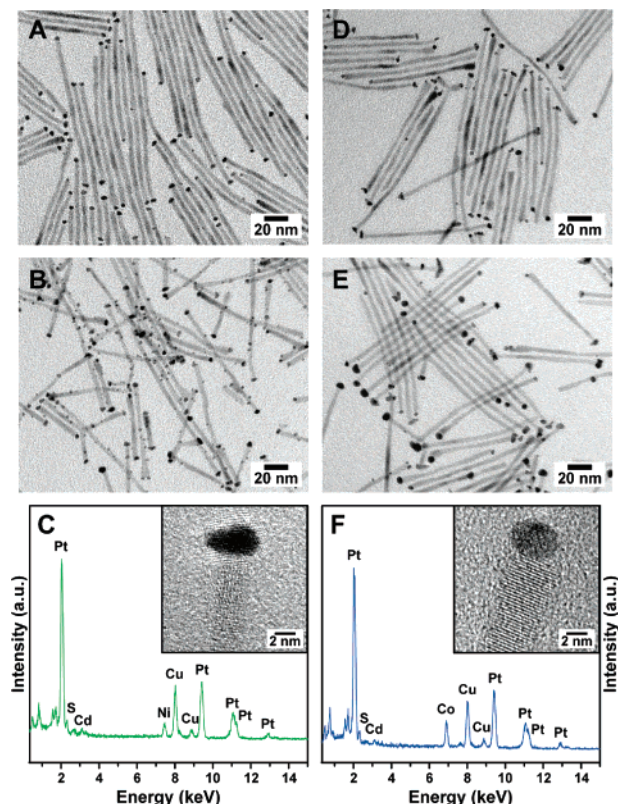 A
20 nm
D
20 nm
B
20 nm
E
20 nm
C
Pt
S
Cd
Ni
Cu
Cu
Pt
Pt
Pt
Pt
2 nm
Intensity (a.u.)
2 4 6 8 10 12 14
Energy (keV)
F
Pt
S
Cd
Co
Cu
Cu
Pt
Pt
Pt
Pt
2 nm
Intensity (a.u.)
2 4 6 8 10 12 14
Energy (keV)